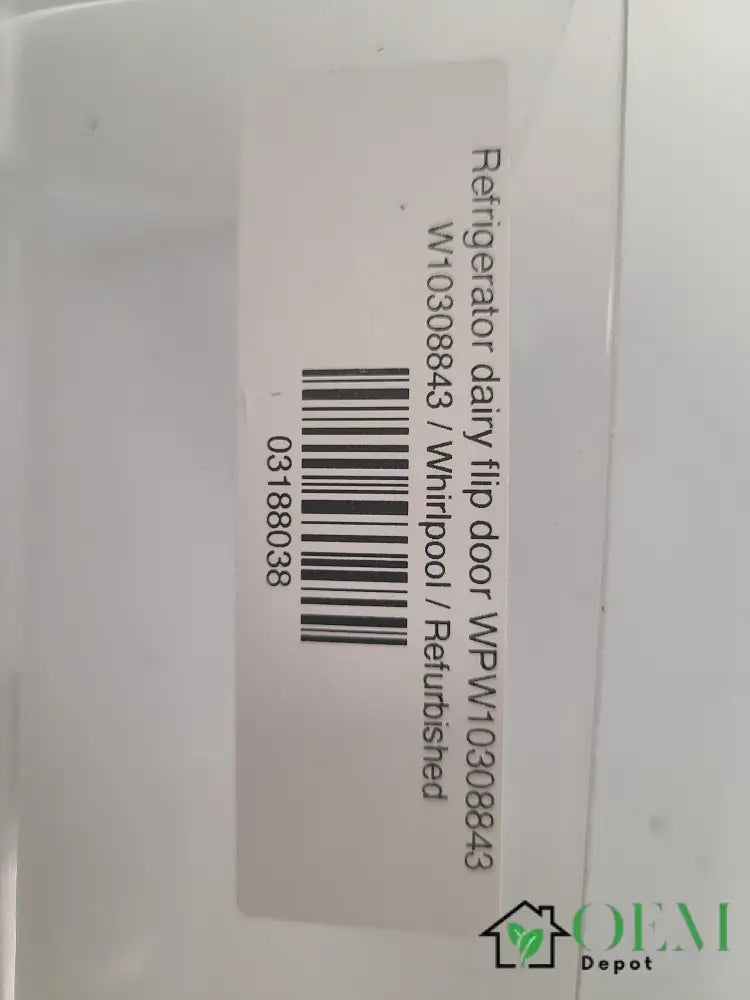 Refrigerator dairy flip door WPW10308843
W10308843 / Whirlpool / Refurbished
03188038
OEM
Depot